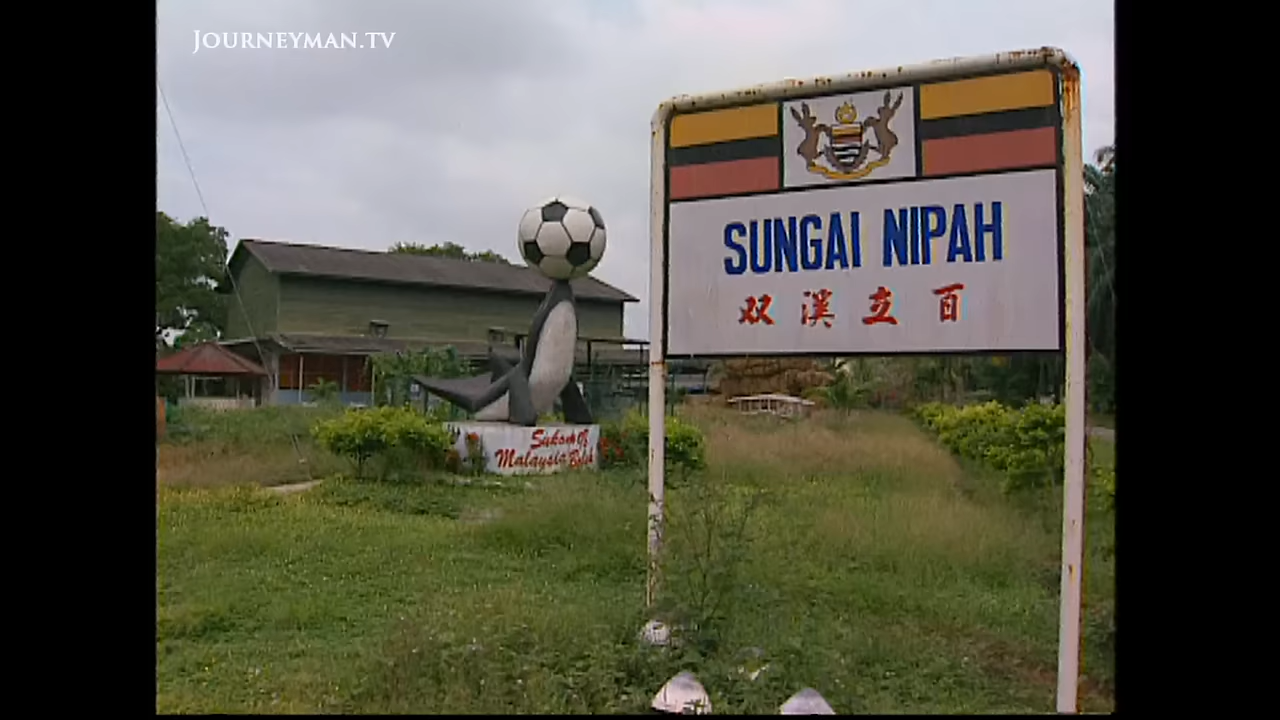 JOURNEYMAN.TV
SUNGAI NIPAH
双溪立百
Sukom 98
Malaysia Boleh